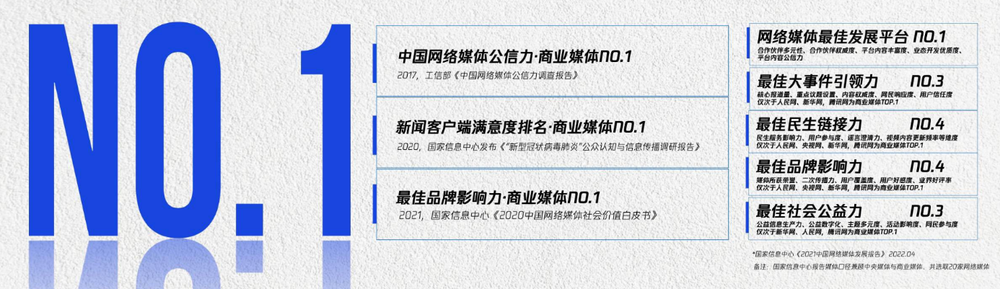 NO.1
中国网络媒体公信力·商业媒体NO.1
2017，工信部《中国网络媒体公信力调查报告》
新闻客户端满意度排名·商业媒体NO.1
2020，国家信息中心发布《“新型冠状病毒肺炎”公众认知与信息传播调研报告》
最佳品牌影响力·商业媒体NO.1
2021，国家信息中心《2020中国网络媒体社会价值白皮书》
网络媒体最佳发展平台 NO.1
合作伙伴多元性、合作伙伴权威度、平台内容丰富度、业态开发优质度、
平台内容公信力
最佳大事件引领力 NO.3
核心报道量、重点议题设置、内容权威度、网民响应度、用户信任度
仅次于人民网、新华网，腾讯网为商业媒体TOP.1
最佳民生链接力 NO.4
民生服务影响力、用户参与度、谣言澄清力、视频内容更新频率等维度
仅次于人民网、央视网、新华网，腾讯网为商业媒体TOP.1
最佳品牌影响力 NO.4
媒体所获荣誉、二次传播力、用户覆盖度、用户好感度、业界好评率
仅次于人民网、央视网、新华网，腾讯网为商业媒体TOP.1
最佳社会公益力 NO.3
公益信息生产力、公益数字化、主题多元度、活动影响度、网民参与度
仅次于新华网、人民网，腾讯网为商业媒体TOP.1
*国家信息中心《2021中国网络媒体发展报告》 2022.04
备注：国家信息中心报告媒体口径兼顾中央媒体与商业媒体，共选取20家网络媒体